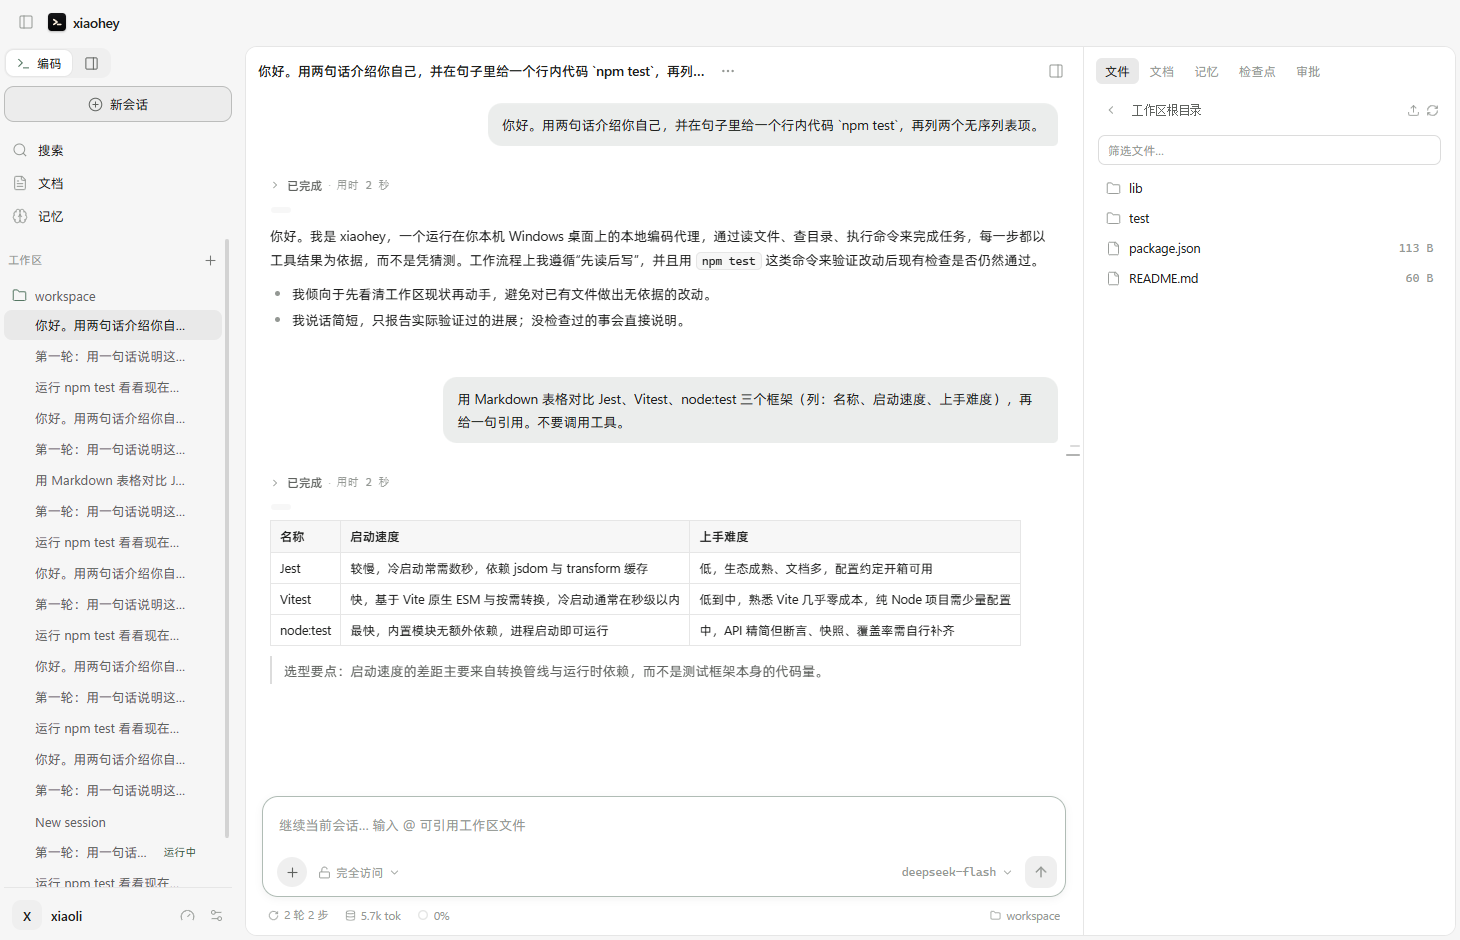 xiaohey
编码
新会话
搜索
文档
记忆
工作区
workspace
你好。用两句话介绍你自...
第一轮：用一句话说明这...
运行 npm test 看看现在...
你好。用两句话介绍你自...
第一轮：用一句话说明这...
用 Markdown 表格对比 J...
第一轮：用一句话说明这...
运行 npm test 看看现在...
你好。用两句话介绍你自...
第一轮：用一句话说明这...
运行 npm test 看看现在...
你好。用两句话介绍你自...
第一轮：用一句话说明这...
运行 npm test 看看现在...
你好。用两句话介绍你自...
第一轮：用一句话说明这...
New session
第一轮：用一句话... 运行中
运行 npm test 看看现在...
X xiaoli
你好。用两句话介绍你自己，并在句子里给一个行内代码 `npm test`，再列...
你好。用两句话介绍你自己，并在句子里给一个行内代码 `npm test`，再列两个无序列表项。
已完成 · 用时 2 秒
你好。我是 xiaohey，一个运行在你本机 Windows 桌面上的本地编码代理，通过读文件、查目录、执行命令来完成任务，每一步都以
工具结果为依据，而不是凭猜测。工作流程上我遵循“先读后写”，并且用 npm test 这类命令来验证改动后现有检查是否仍然通过。
• 我倾向于先看清工作区现状再动手，避免对已有文件做出无依据的改动。
• 我说话简短，只报告实际验证过的进展；没检查过的事会直接说明。
用 Markdown 表格对比 Jest、Vitest、node:test 三个框架（列：名称、启动速度、上手难度），再
给一句引用。不要调用工具。
已完成 · 用时 2 秒
名称 启动速度 上手难度
Jest 较慢，冷启动常需数秒，依赖 jsdom 与 transform 缓存 低，生态成熟、文档多，配置约定开箱可用
Vitest 快，基于 Vite 原生 ESM 与按需转换，冷启动通常在秒级以内 低到中，熟悉 Vite 几乎零成本，纯 Node 项目需少量配置
node:test 最快，内置模块无额外依赖，进程启动即可运行 中，API 精简但断言、快照、覆盖率需自行补齐
选型要点：启动速度的差距主要来自转换管线与运行时依赖，而不是测试框架本身的代码量。
继续当前会话... 输入 @ 可引用工作区文件
完全访问
deepseek-flash
2 轮 2 步 5.7k tok 0%
workspace
文件 文档 记忆 检查点 审批
工作区根目录
筛选文件...
lib
test
package.json 113 B
README.md 60 B